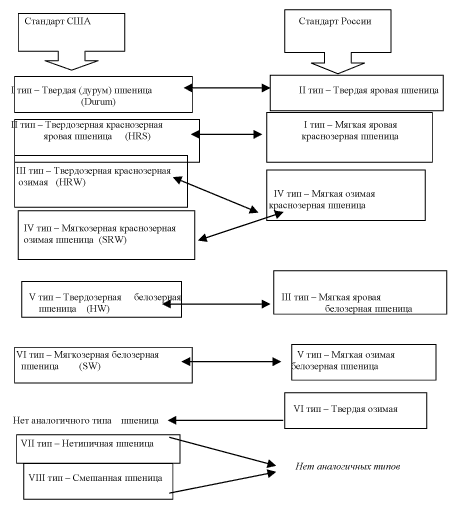 Стандарт США
Стандарт России
I тип – Твердая (дурум) пшеница
(Durum)
II тип – Твердая яровая пшеница
II тип – Твердозерная краснозерная
яровая пшеница (HRS)
I тип – Мягкая яровая
краснозерная пшеница
III тип – Твердозерная краснозерная
озимая (HRW)
IV тип – Мягкая озимая
краснозерная пшеница
IV тип – Мягкозерная краснозерная
озимая пшеница (SRW)
V тип – Твердозерная белозерная
пшеница (HW)
III тип – Мягкая яровая
белозерная пшеница
VI тип – Мягкозерная белозерная
пшеница (SW)
V тип – Мягкая озимая
белозерная пшеница
Нет аналогичного типа пшеница
VI тип – Твердая озимая
VII тип – Нетипичная пшеница
VIII тип – Смешанная пшеница
Нет аналогичных типов